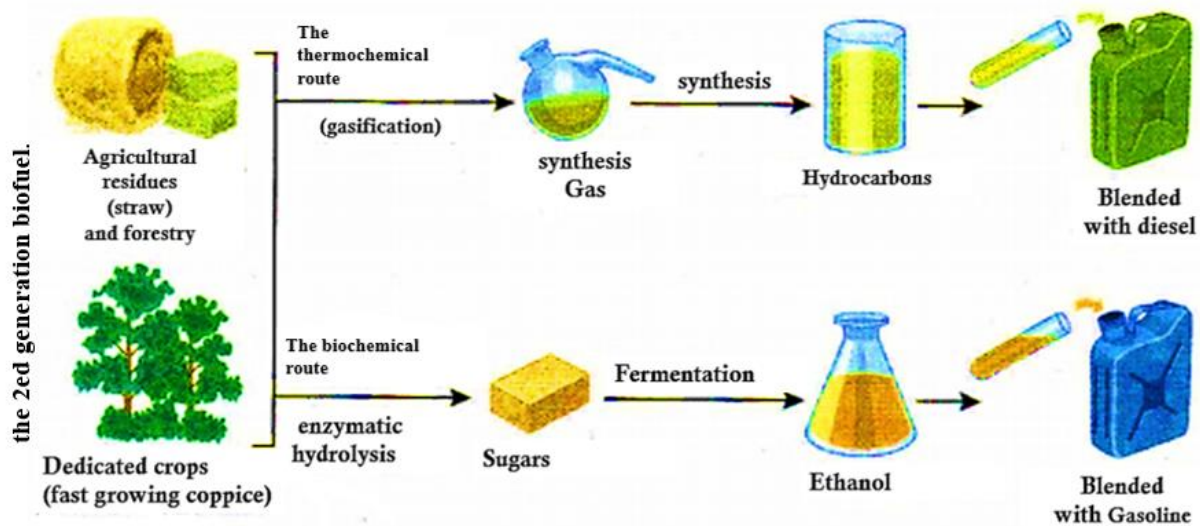 the 2ed generation biofuel.
Agricultural
residues
(straw)
and forestry
Dedicated crops
(fast growing coppice)
The
thermochemical
route
(gasification)
synthesis
Gas
synthesis
Hydrocarbons
Blended
with diesel
The biochemical
route
enzymatic
hydrolysis
Sugars
Fermentation
Ethanol
Blended
with Gasoline